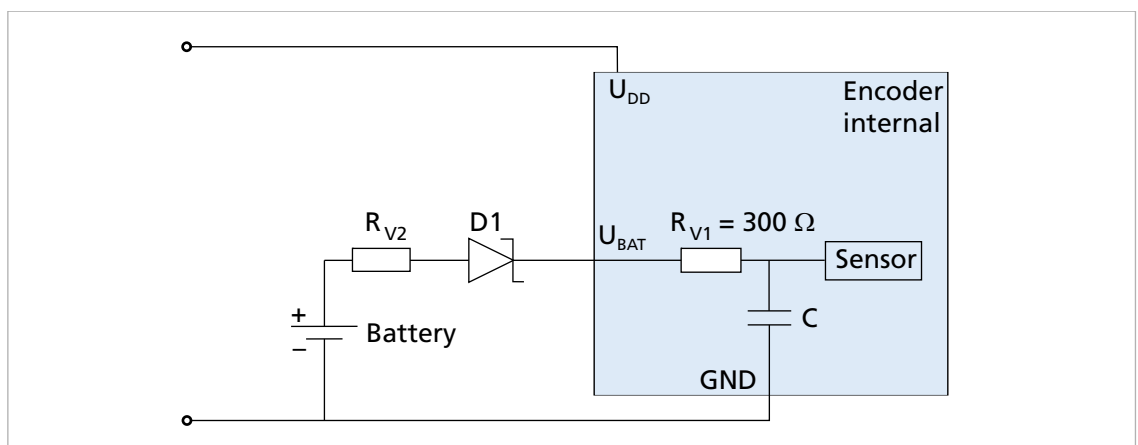 U_DD
Encoder
internal
R_V2
D1
U_BAT
R_V1 = 300 Ω
Sensor
+
−
Battery
C
GND